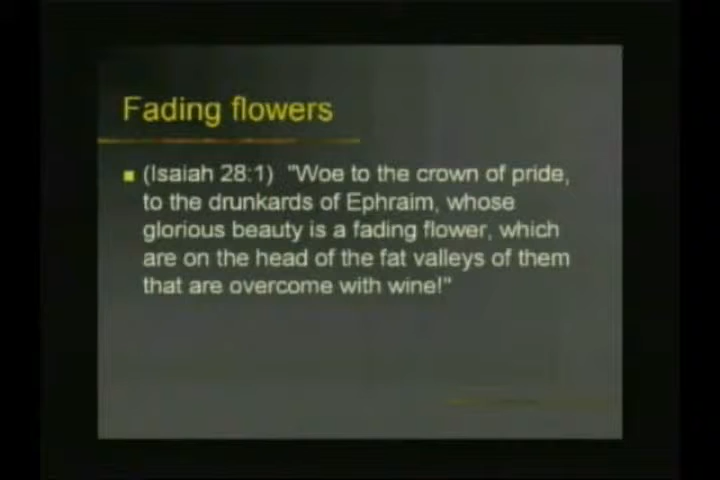 Fading flowers
(Isaiah 28:1) "Woe to the crown of pride,
to the drunkards of Ephraim, whose
glorious beauty is a fading flower, which
are on the head of the fat valleys of them
that are overcome with wine!"